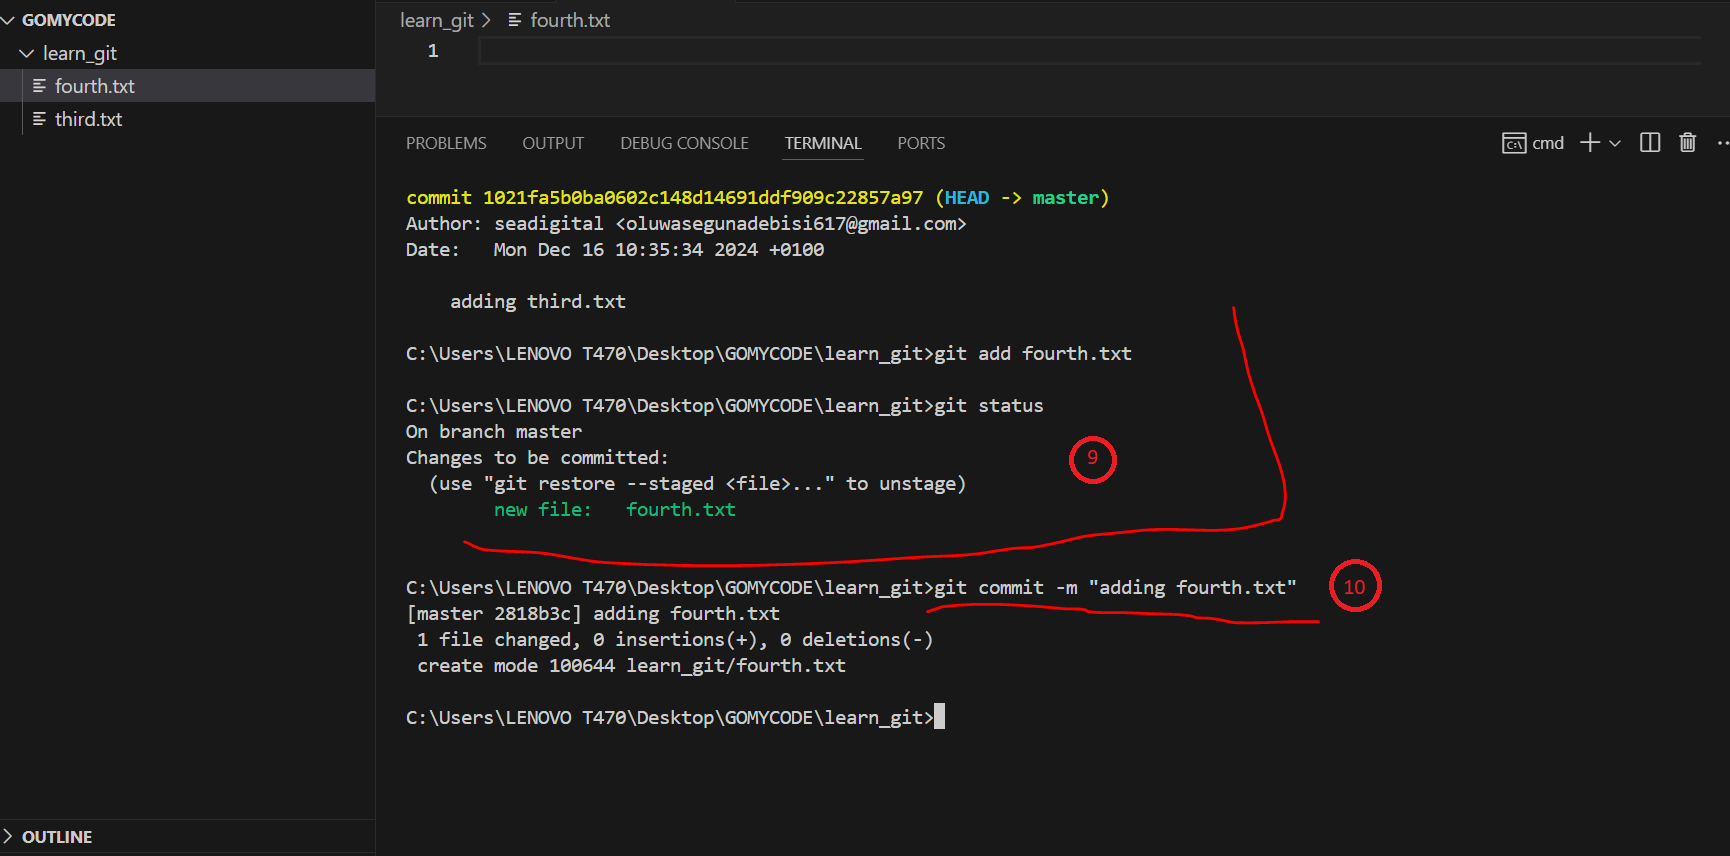 GOMYCODE
learn_git
fourth.txt
third.txt
OUTLINE
learn_git > fourth.txt
1
PROBLEMS OUTPUT DEBUG CONSOLE TERMINAL PORTS cmd
commit 1021fa5b0ba0602c148d14691ddf909c22857a97 (HEAD -> master)
Author: seadigital <oluwasegunadebisi617@gmail.com>
Date:   Mon Dec 16 10:35:34 2024 +0100
adding third.txt
C:\Users\LENOVO T470\Desktop\GOMYCODE\learn_git>git add fourth.txt
C:\Users\LENOVO T470\Desktop\GOMYCODE\learn_git>git status
On branch master
Changes to be committed:
9
(use "git restore --staged <file>..." to unstage)
new file:   fourth.txt
C:\Users\LENOVO T470\Desktop\GOMYCODE\learn_git>git commit -m "adding fourth.txt"
10
[master 2818b3c] adding fourth.txt
1 file changed, 0 insertions(+), 0 deletions(-)
create mode 100644 learn_git/fourth.txt
C:\Users\LENOVO T470\Desktop\GOMYCODE\learn_git>